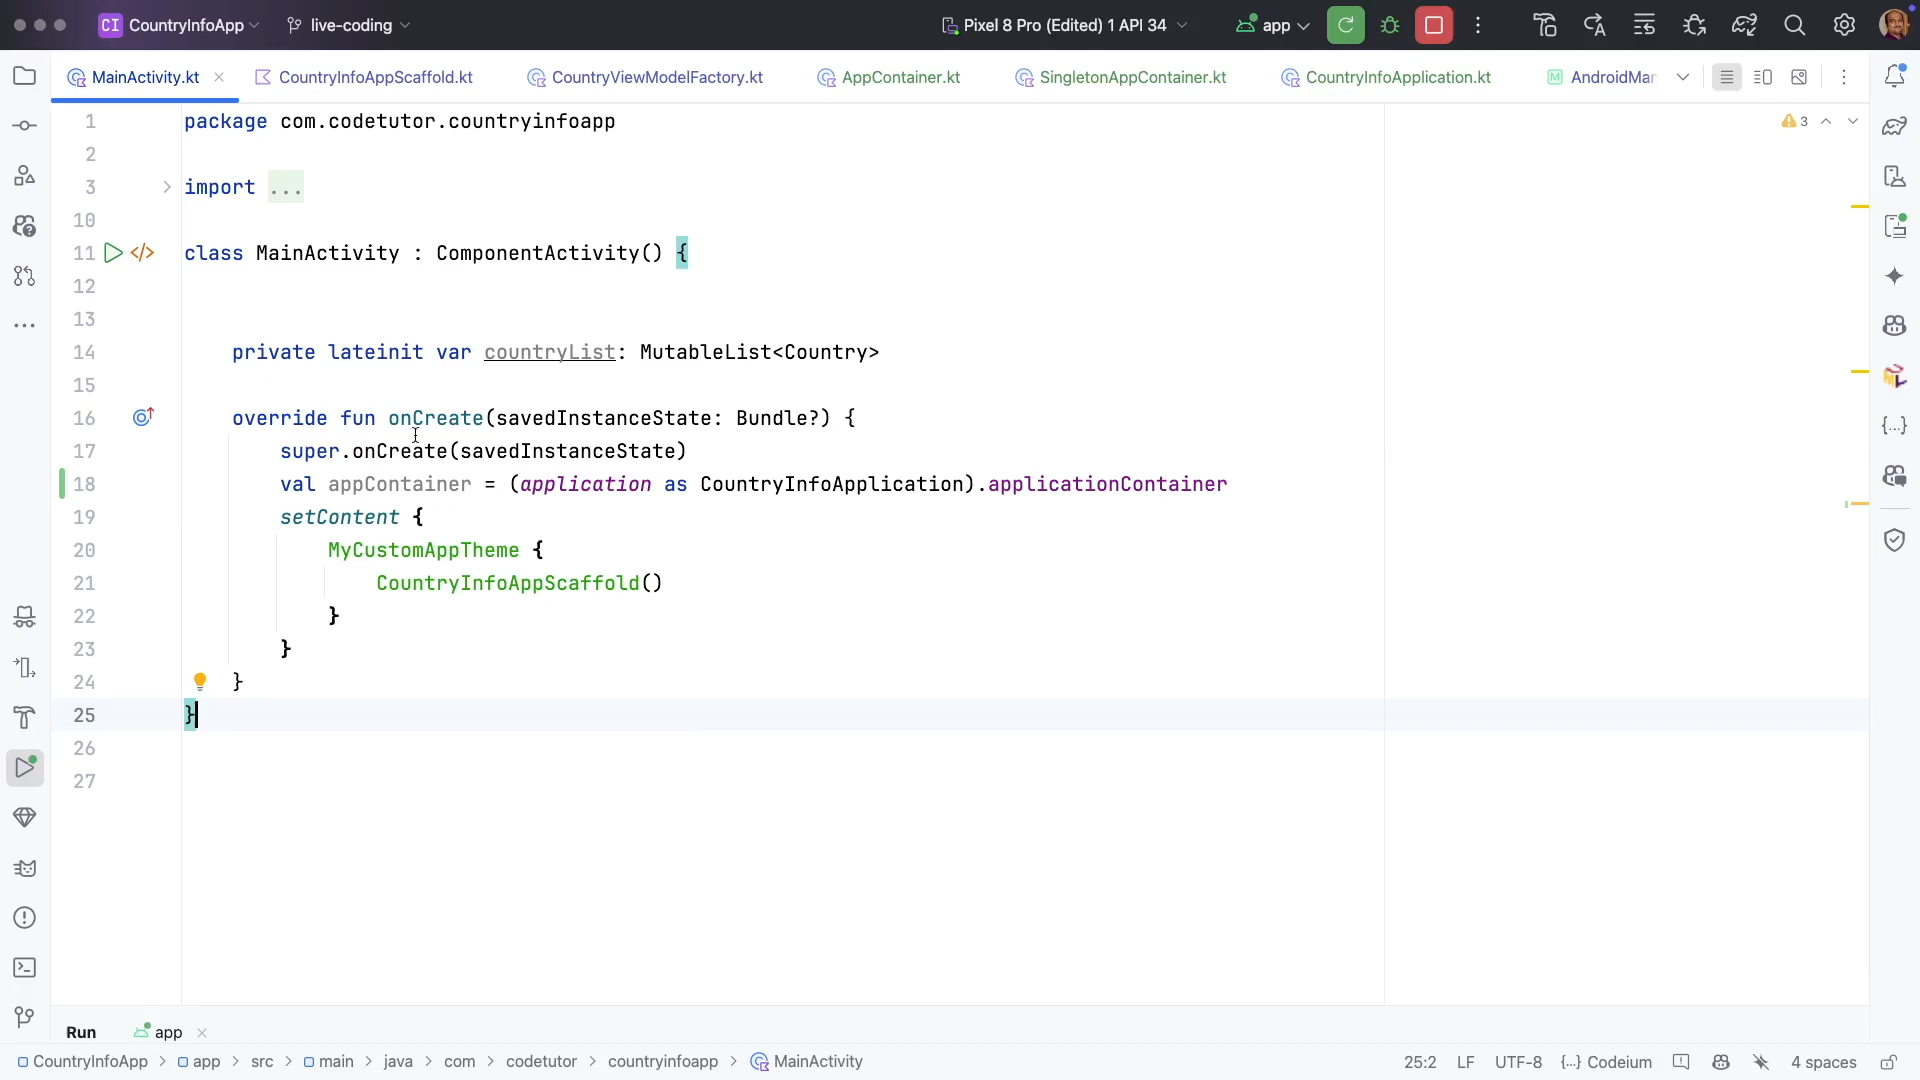 CI CountryInfoApp live-coding Pixel 8 Pro (Edited) 1 API 34 app
MainActivity.kt CountryInfoAppScaffold.kt CountryViewModelFactory.kt AppContainer.kt SingletonAppContainer.kt CountryInfoApplication.kt AndroidMar
1 package com.codetutor.countryinfoapp 3
2
3 import ...
10
11 class MainActivity : ComponentActivity() {
12
13
14 private lateinit var countryList: MutableList<Country>
15
16 override fun onCreate(savedInstanceState: Bundle?) {
17 super.onCreate(savedInstanceState)
18 val appContainer = (application as CountryInfoApplication).applicationContainer
19 setContent {
20 MyCustomAppTheme {
21 CountryInfoAppScaffold()
22 }
23 }
24 }
25 }
26
27
Run app
CountryInfoApp > app > src > main > java > com > codetutor > countryinfoapp > MainActivity 25:2 LF UTF-8 {...} Codeium 4 spaces